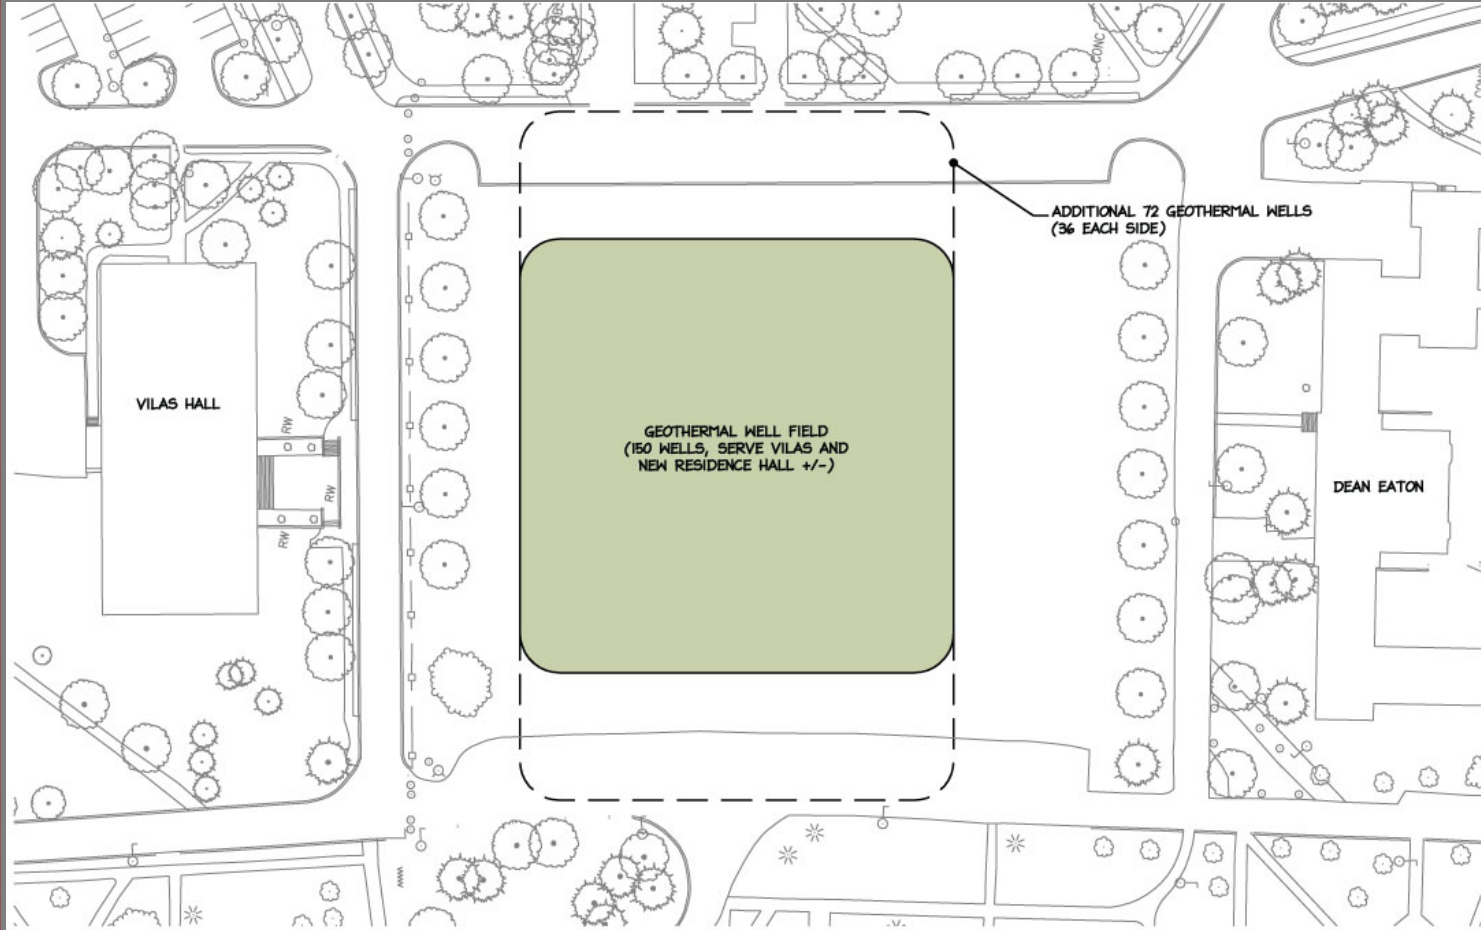 CONC
ADDITIONAL 72 GEOTHERMAL WELLS
(36 EACH SIDE)
VILAS HALL
RW
GEOTHERMAL WELL FIELD
(150 WELLS, SERVE VILAS AND
NEW RESIDENCE HALL +/-)
RW
DEAN EATON
RW